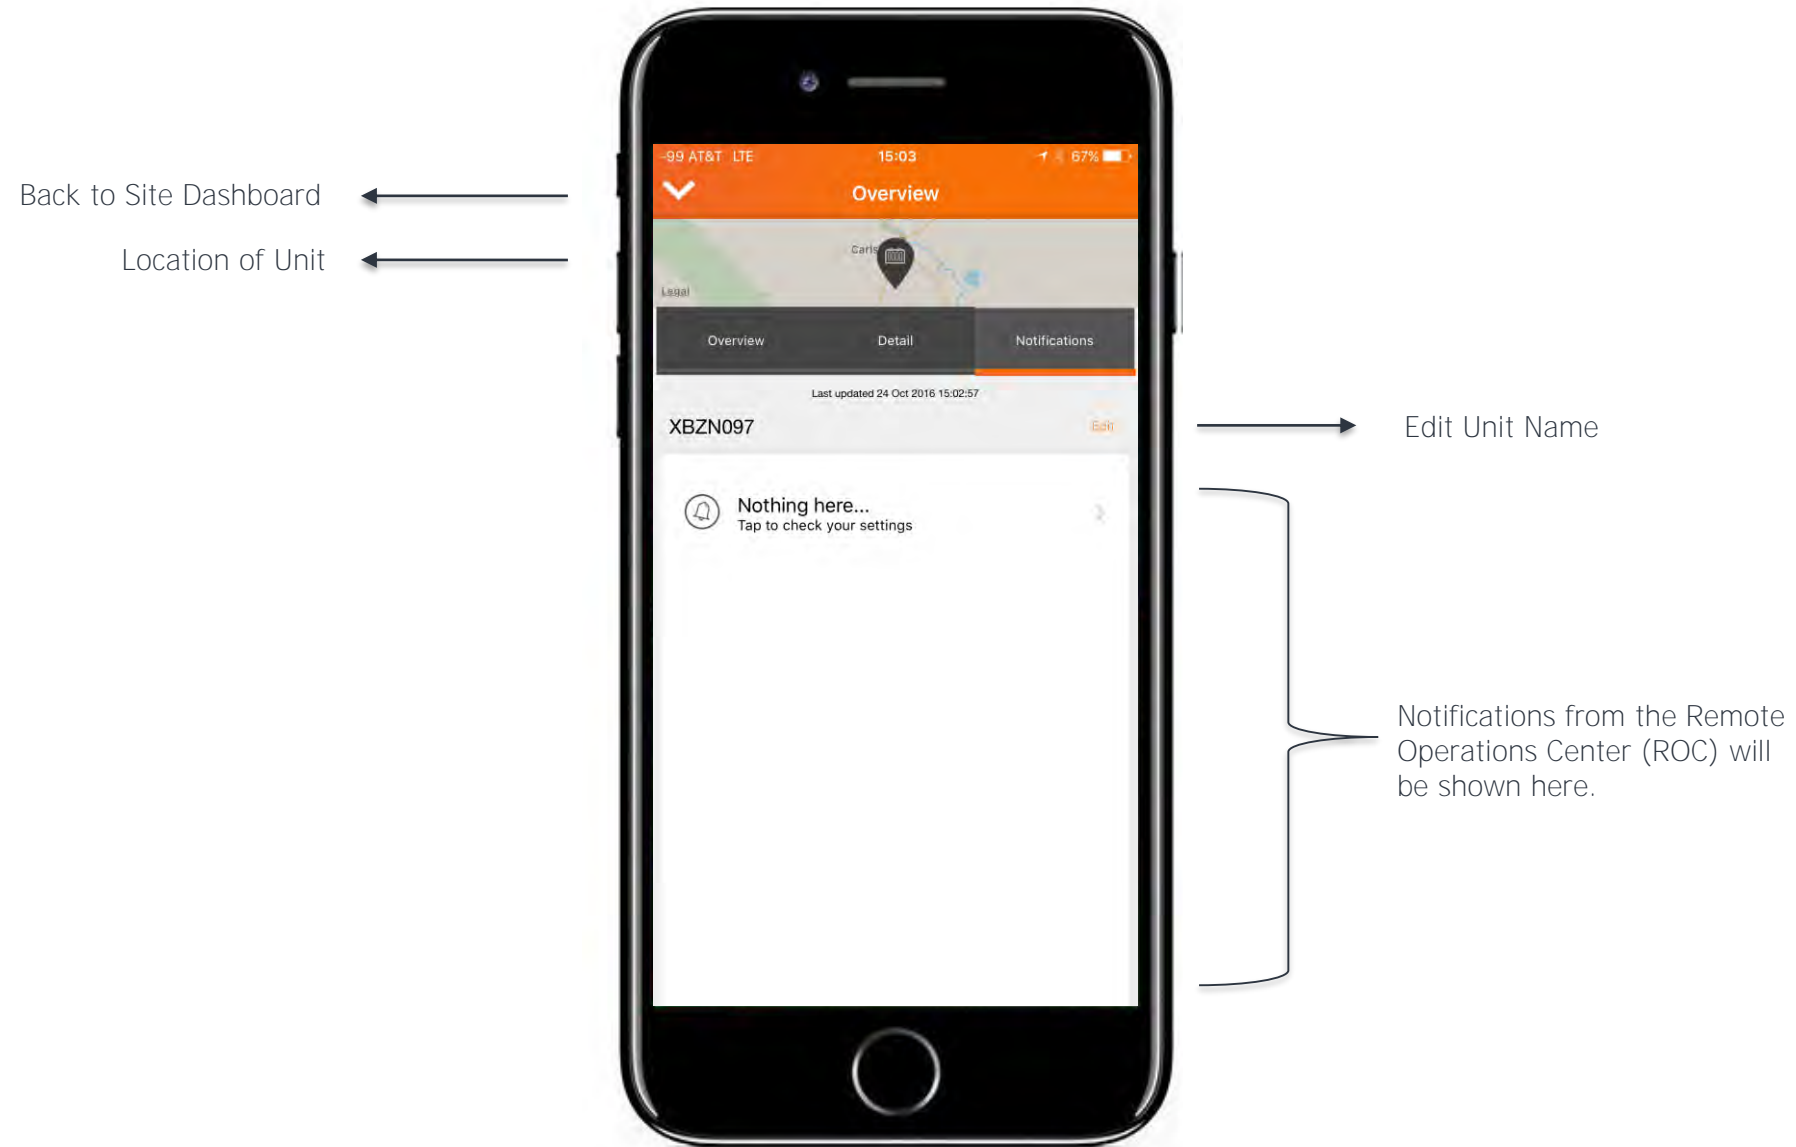 -99 AT&T LTE 15:03 67%
Back to Site Dashboard
Overview
Location of Unit
Legal
Overview Detail Notifications
Last updated 24 Oct 2016 15:02:57
XBZN097 Edit
Edit Unit Name
Nothing here...
Tap to check your settings
Notifications from the Remote
Operations Center (ROC) will
be shown here.